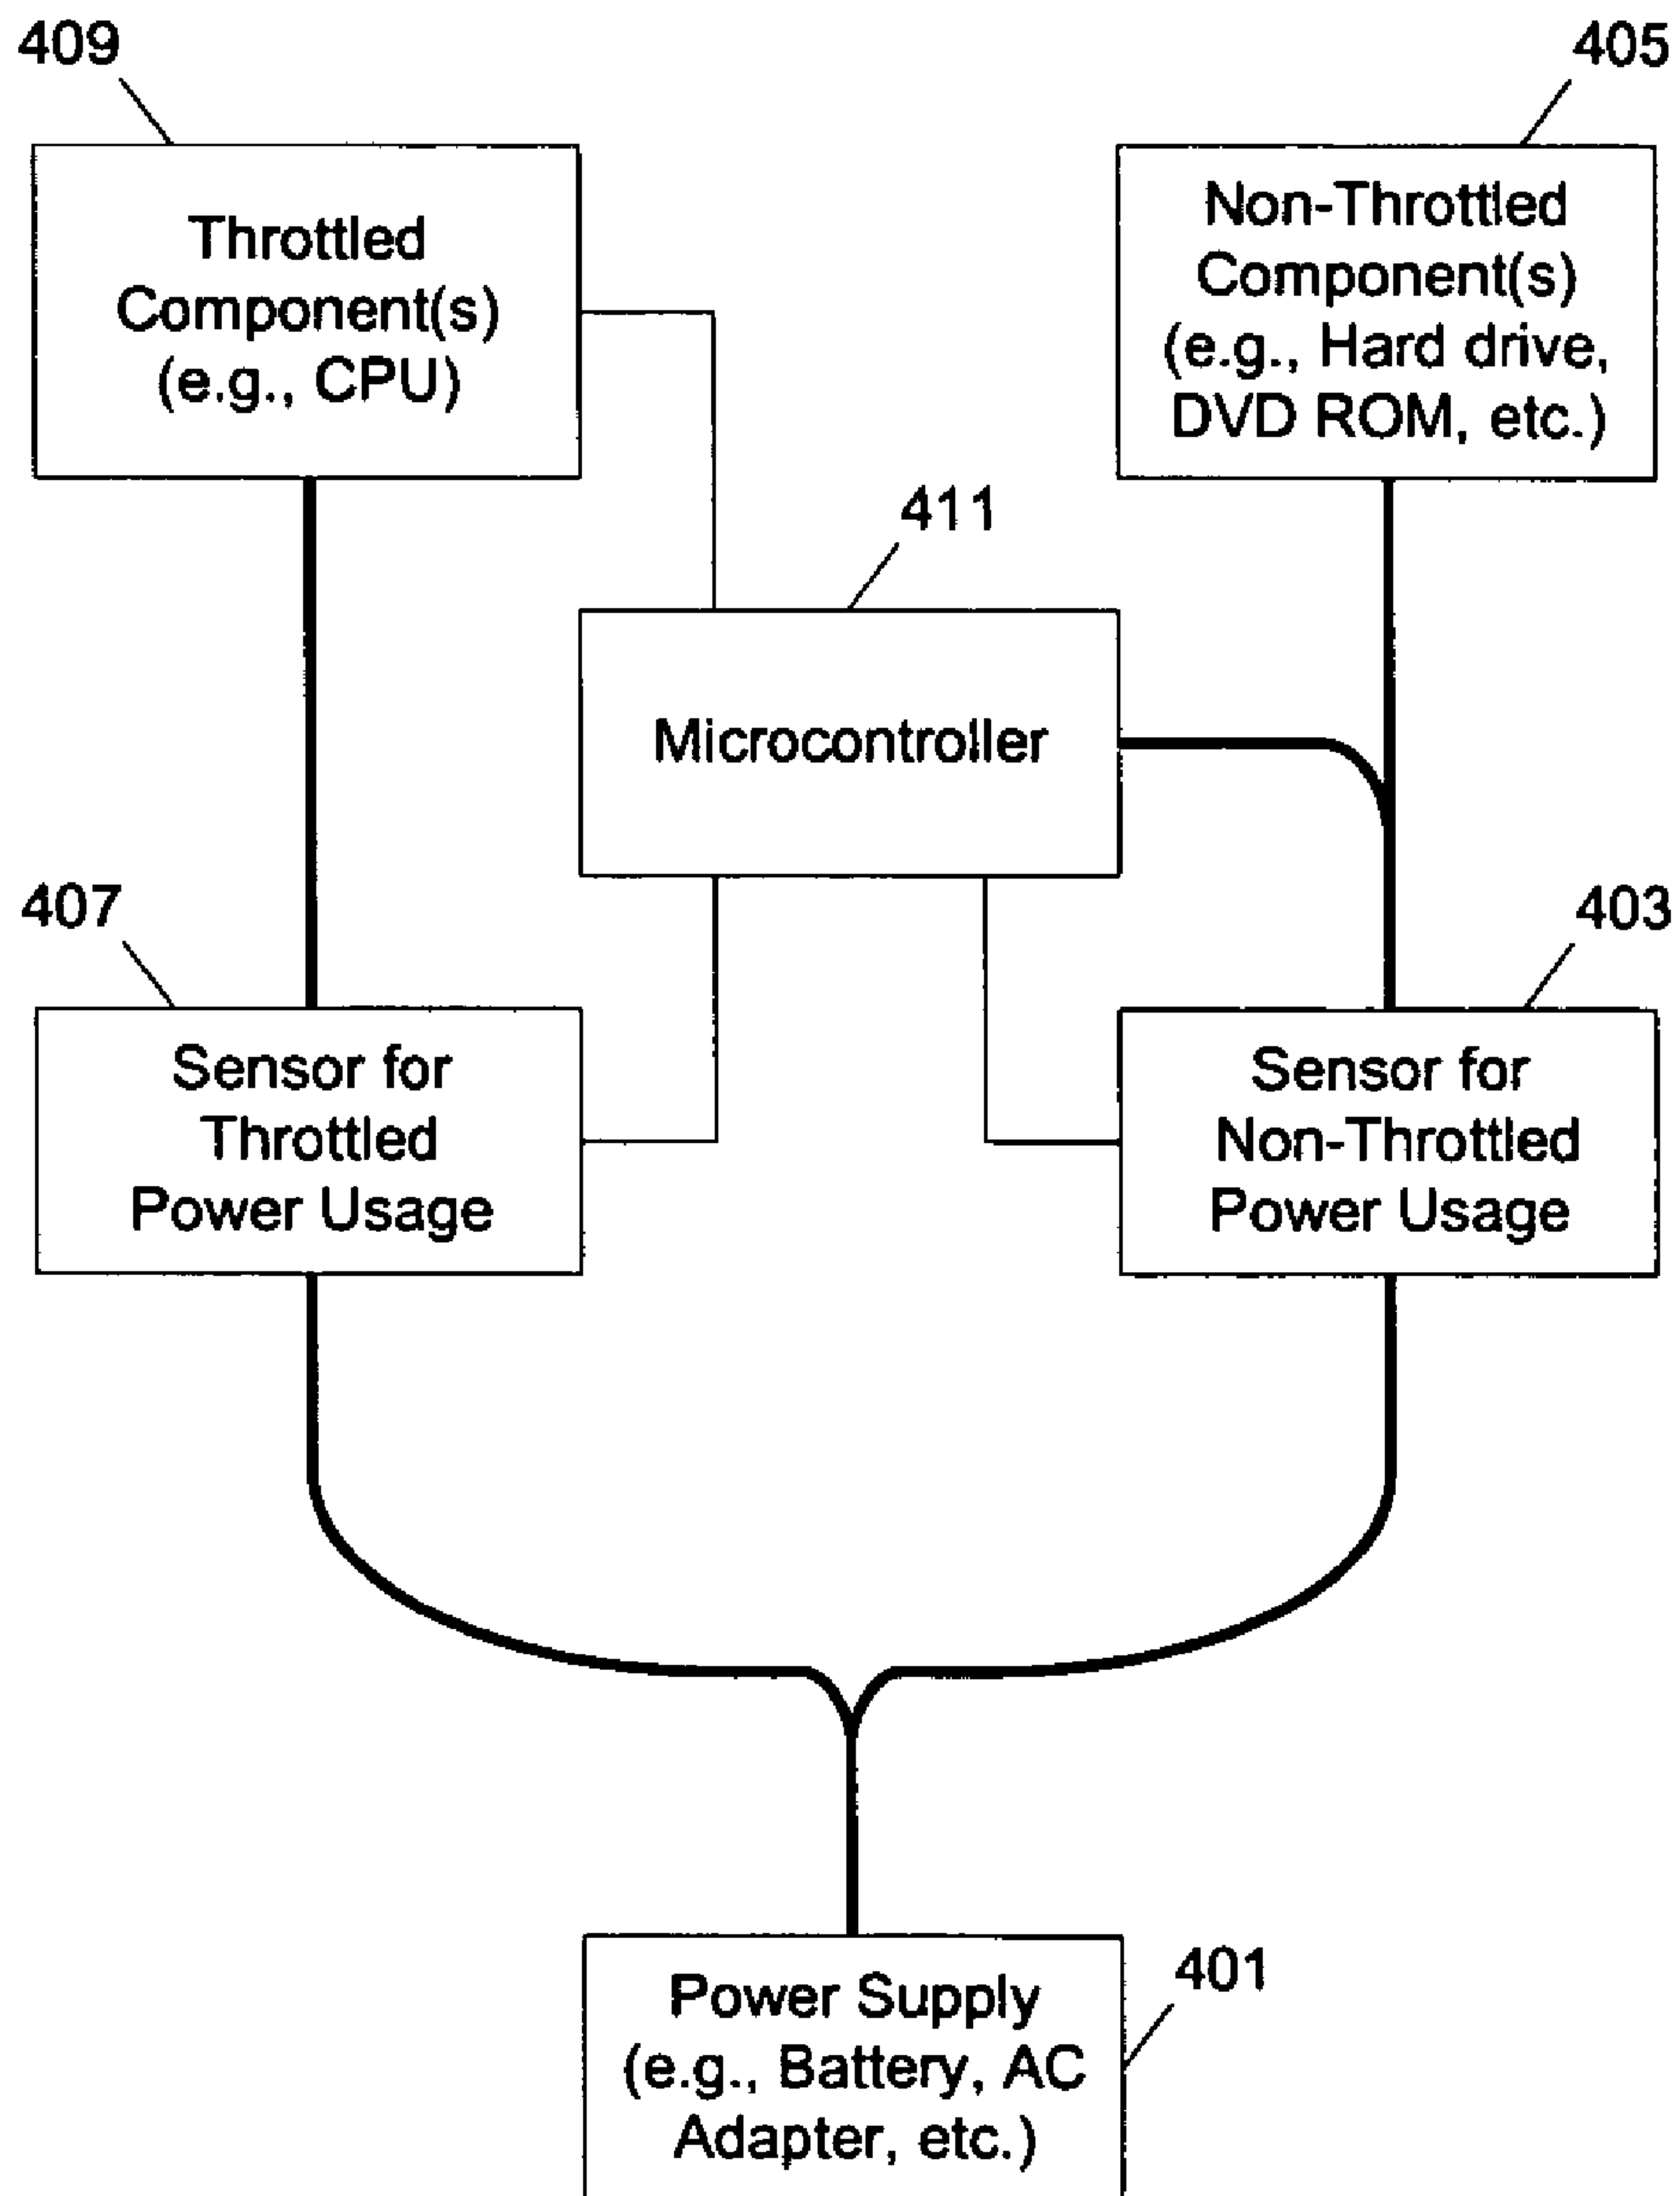 409
405
Throttled
Component(s)
(e.g., CPU)
Non-Throttled
Component(s)
(e.g., Hard drive,
DVD ROM, etc.)
411
Microcontroller
407
403
Sensor for
Throttled
Power Usage
Sensor for
Non-Throttled
Power Usage
401
Power Supply
(e.g., Battery, AC
Adapter, etc.)